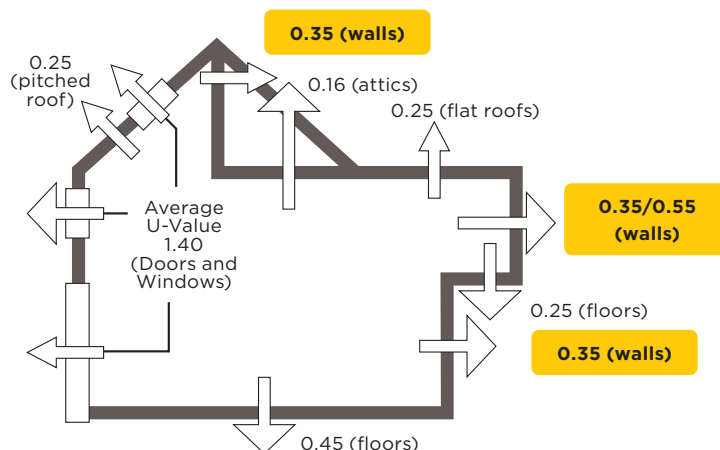 0.35 (walls)
0.25
(pitched
roof)
0.16 (attics)
0.25 (flat roofs)
Average
U-Value
1.40
(Doors and
Windows)
0.35/0.55
(walls)
0.25 (floors)
0.35 (walls)
0.45 (floors)